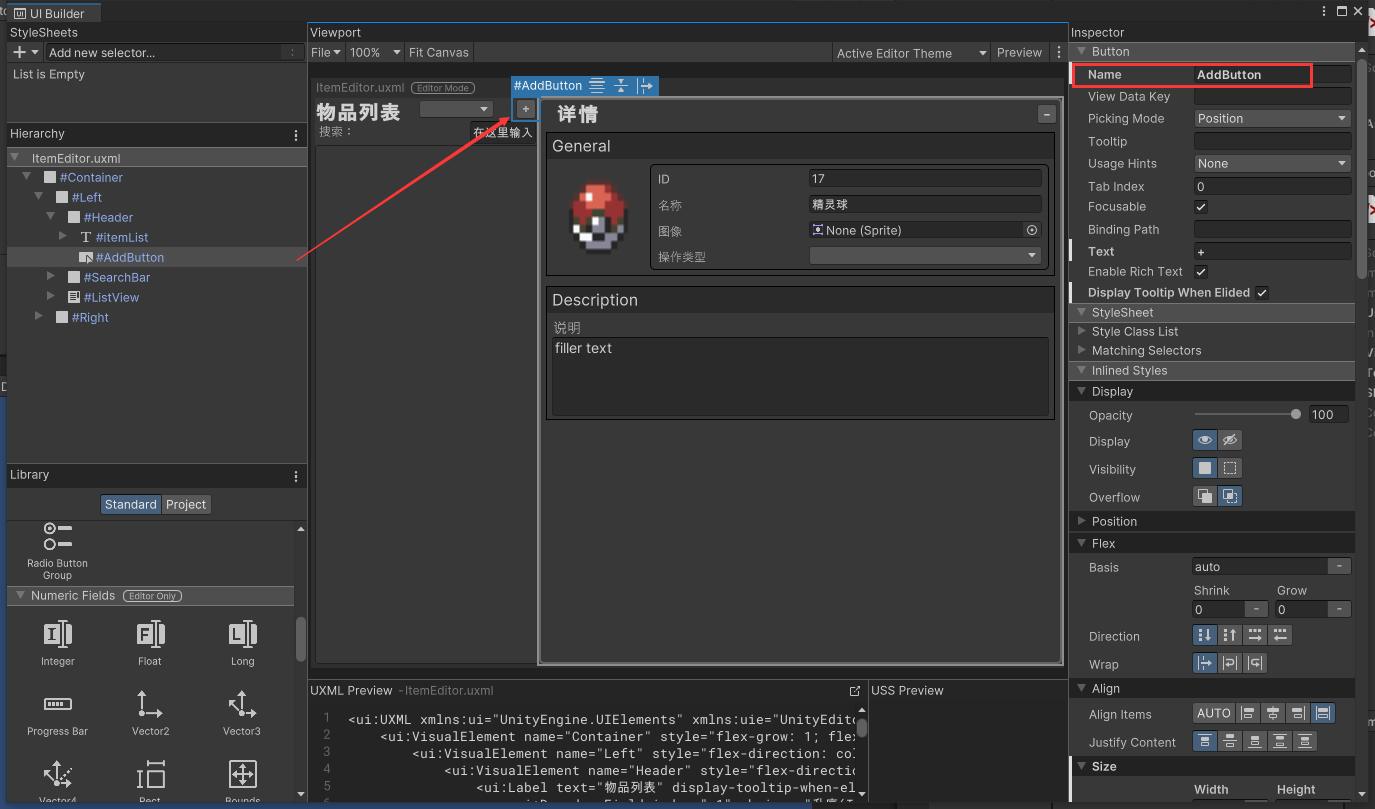 UI Builder
StyleSheets
Add new selector...
List is Empty
Hierarchy
ItemEditor.uxml
#Container
#Left
#Header
#itemList
#AddButton
#SearchBar
#ListView
#Right
Library
Standard Project
Radio Button
Group
Numeric Fields Editor Only
Integer Float Long
Progress Bar Vector2 Vector3
Vector4 Rect Bounds
Viewport
File 100% Fit Canvas Active Editor Theme Preview
ItemEditor.uxml Editor Mode
#AddButton
物品列表 +
搜索： 在这里输入
详情 -
General
ID 17
名称 精灵球
图像 None (Sprite)
操作类型
Description
说明
filler text
UXML Preview - ItemEditor.uxml
1 <ui:UXML xmlns:ui="UnityEngine.UIElements" xmlns:uie="UnityEdito
2 <ui:VisualElement name="Container" style="flex-grow: 1; flex
3 <ui:VisualElement name="Left" style="flex-direction: col
4 <ui:VisualElement name="Header" style="flex-directio
5 <ui:Label text="物品列表" display-tooltip-when-el
USS Preview
Inspector
Button
Name AddButton
View Data Key
Picking Mode Position
Tooltip
Usage Hints None
Tab Index 0
Focusable
Binding Path
Text +
Enable Rich Text
Display Tooltip When Elided
StyleSheet
Style Class List
Matching Selectors
Inlined Styles
Display
Opacity 100
Display
Visibility
Overflow
Position
Flex
Basis auto -
Shrink Grow
0 - 0 -
Direction
Wrap
Align
Align Items AUTO
Justify Content
Size
Width Height